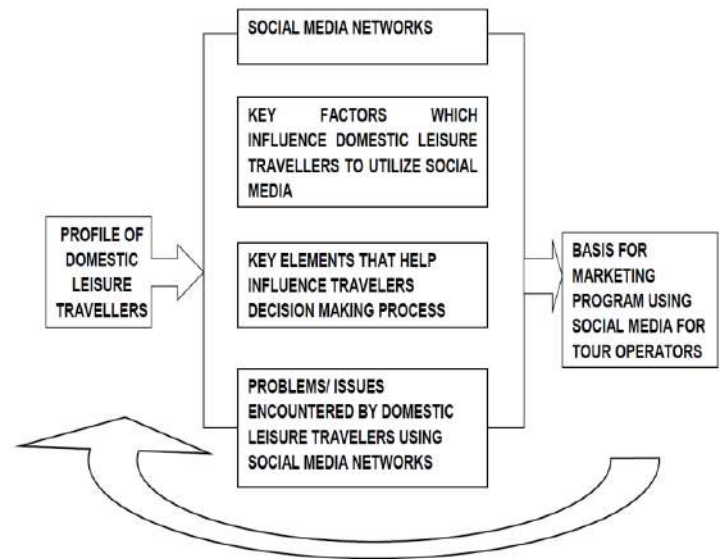 SOCIAL MEDIA NETWORKS
KEY FACTORS WHICH
INFLUENCE DOMESTIC LEISURE
TRAVELLERS TO UTILIZE SOCIAL
MEDIA
PROFILE OF
DOMESTIC
LEISURE
TRAVELLERS
KEY ELEMENTS THAT HELP
INFLUENCE TRAVELERS
DECISION MAKING PROCESS
BASIS FOR
MARKETING
PROGRAM USING
SOCIAL MEDIA FOR
TOUR OPERATORS
PROBLEMS/ ISSUES
ENCOUNTERED BY DOMESTIC
LEISURE TRAVELERS USING
SOCIAL MEDIA NETWORKS